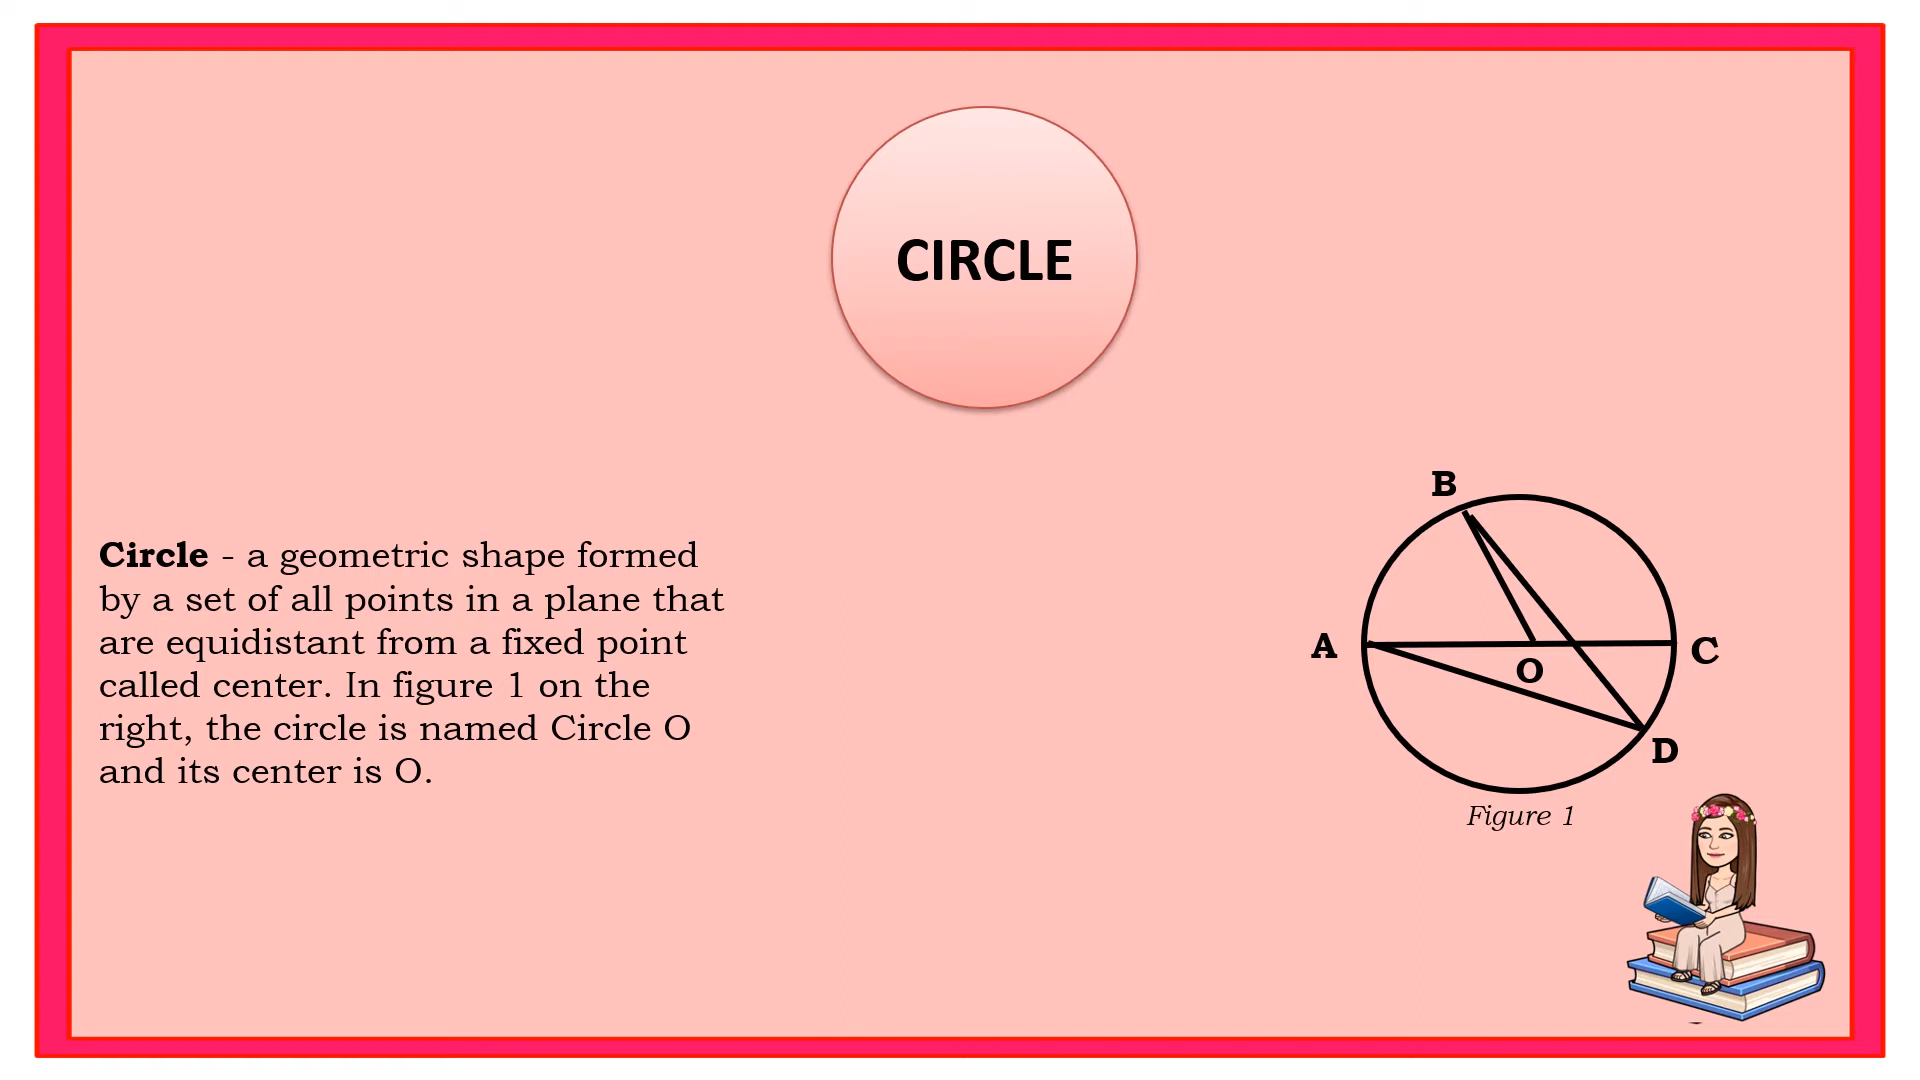 CIRCLE
Circle - a geometric shape formed
by a set of all points in a plane that
are equidistant from a fixed point
called center. In figure 1 on the
right, the circle is named Circle O
and its center is O.
B
A
O
C
D
Figure 1